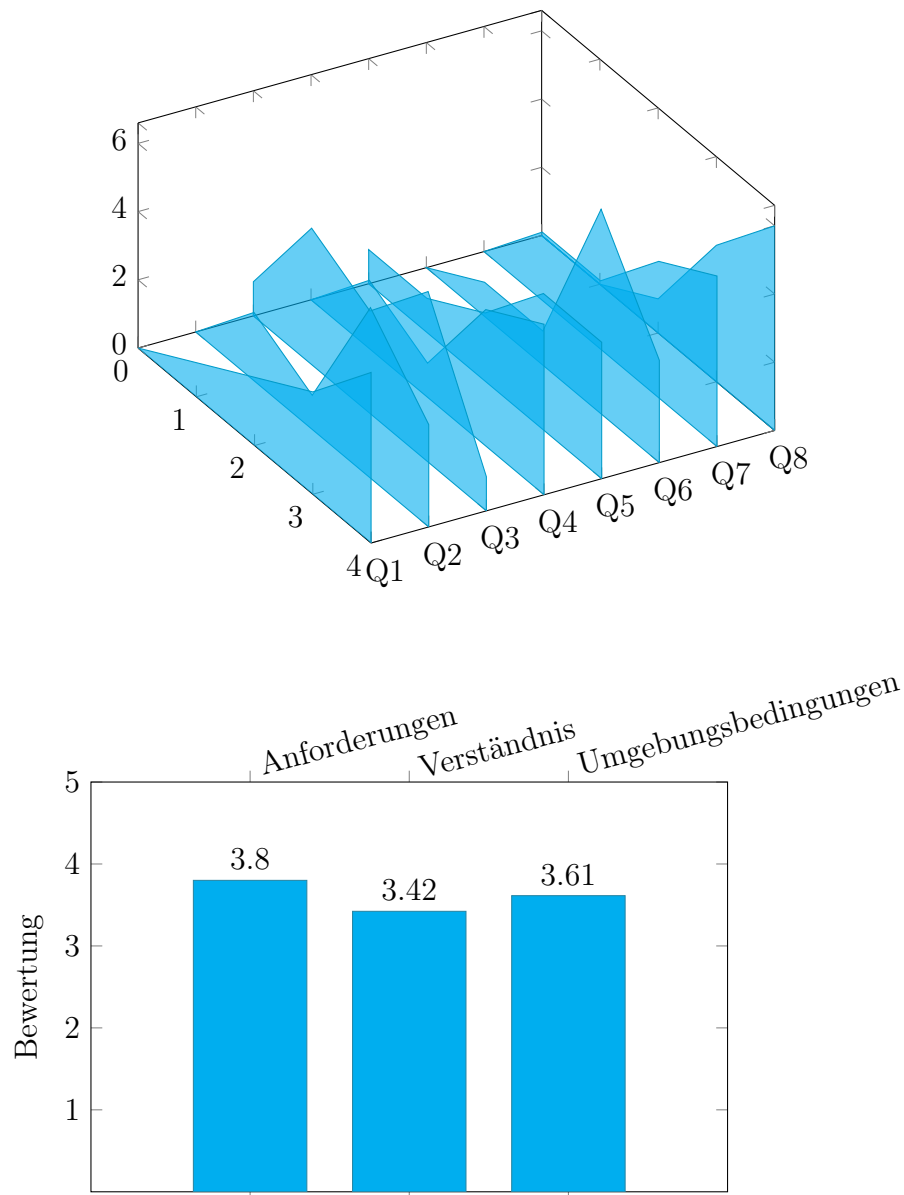 6
4
2
0
0
1
2
3
4
Q1
Q2
Q3
Q4
Q5
Q6
Q7
Q8
Anforderungen
Verständnis
Umgebungsbedingungen
5
4
3
2
1
Bewertung
3.8
3.42
3.61